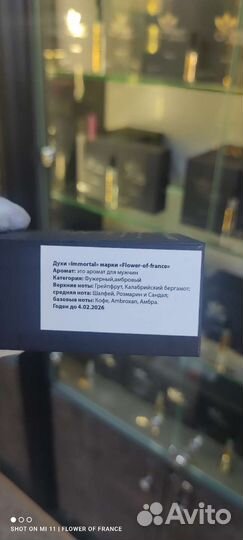 Духи «Immortal» марки «Flower-of-france»
Аромат: это аромат для мужчин
Категория: Фужерный,амбровый
Верхние ноты: Грейпфрут, Калабрийский бергамот;
средняя нота: Шалфей, Розмарин и Сандал;
базовые ноты: Кофе, Ambroxan, Амбра.
Годен до 4.02.2026
SHOT ON MI 11 | FLOWER OF FRANCE
Avito